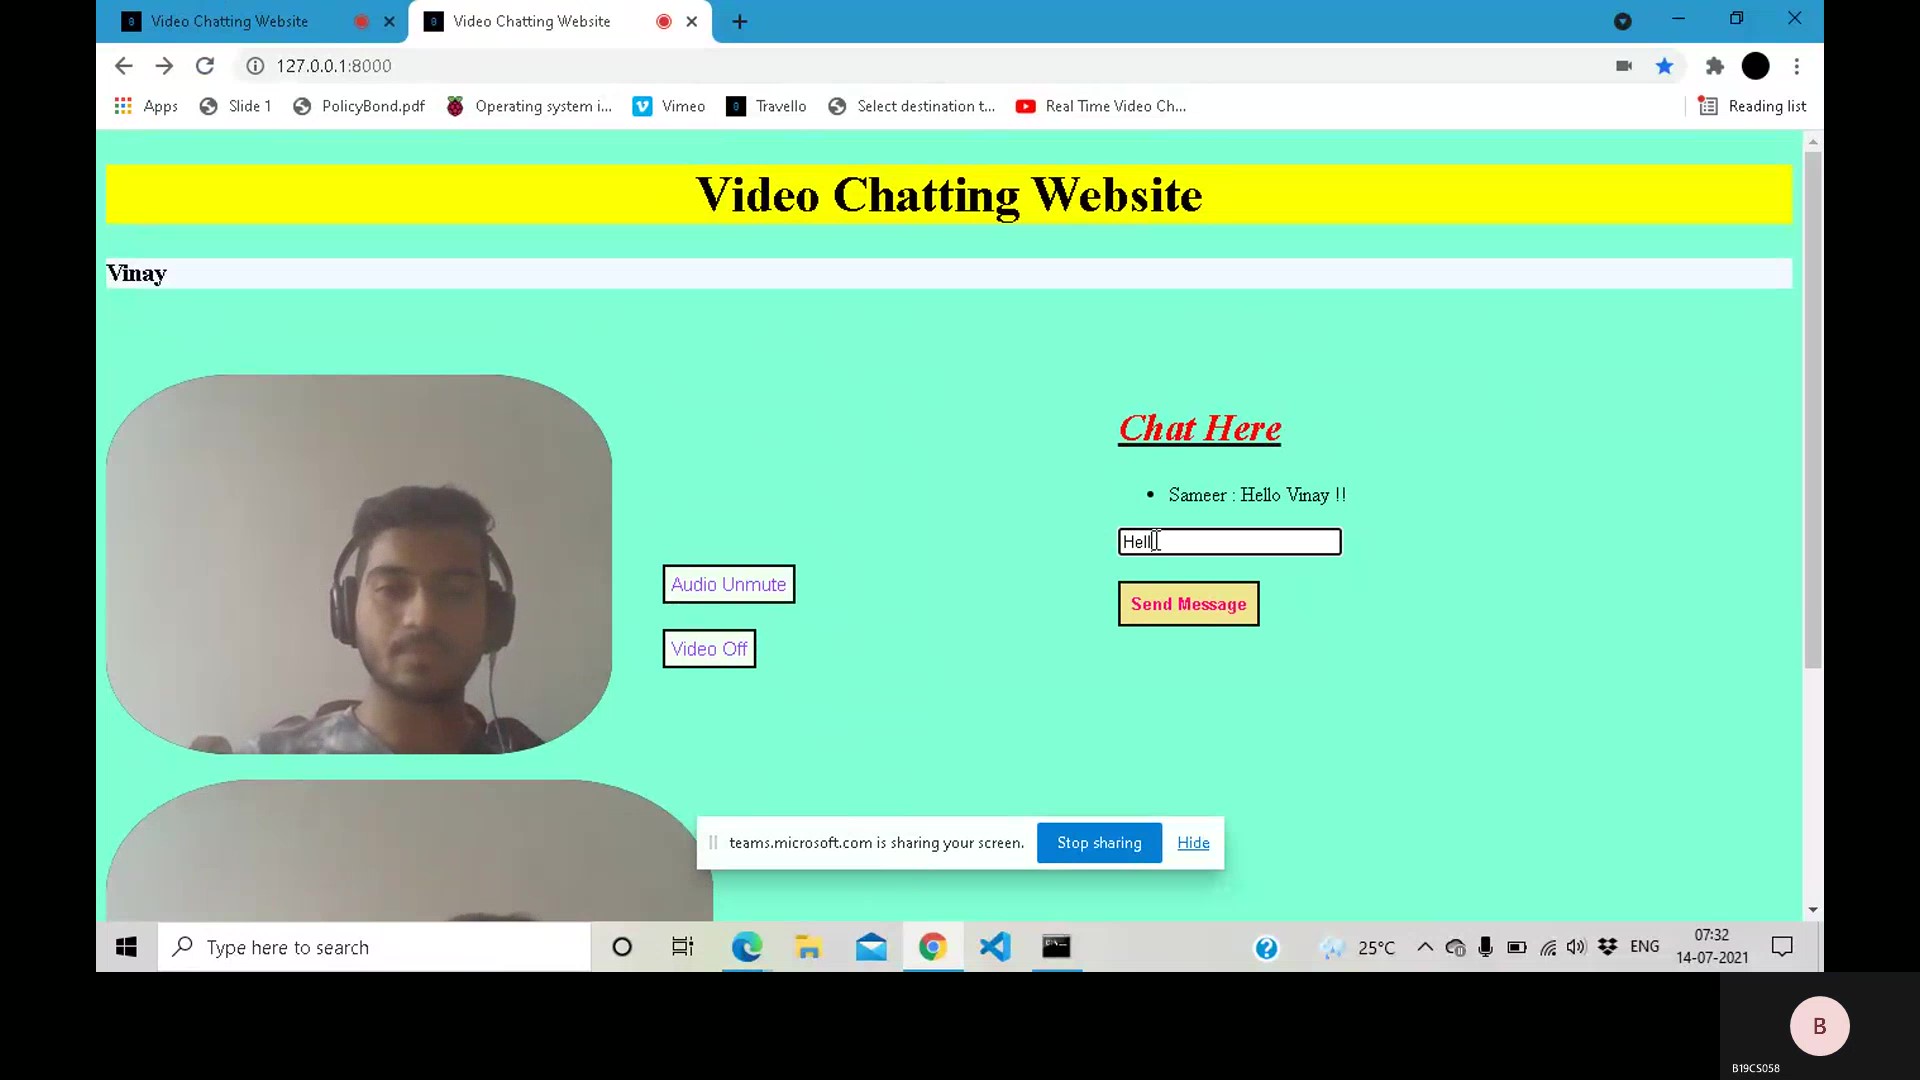 Video Chatting Website
Video Chatting Website
127.0.0.1:8000
Apps
Slide 1
PolicyBond.pdf
Operating system i...
Vimeo
Travello
Select destination t...
Real Time Video Ch...
Reading list
Video Chatting Website
Vinay
Chat Here
Sameer : Hello Vinay !!
Hell
Audio Unmute
Send Message
Video Off
teams.microsoft.com is sharing your screen.
Stop sharing
Hide
Type here to search
25°C
ENG
07:32
14-07-2021
B
B19CS058